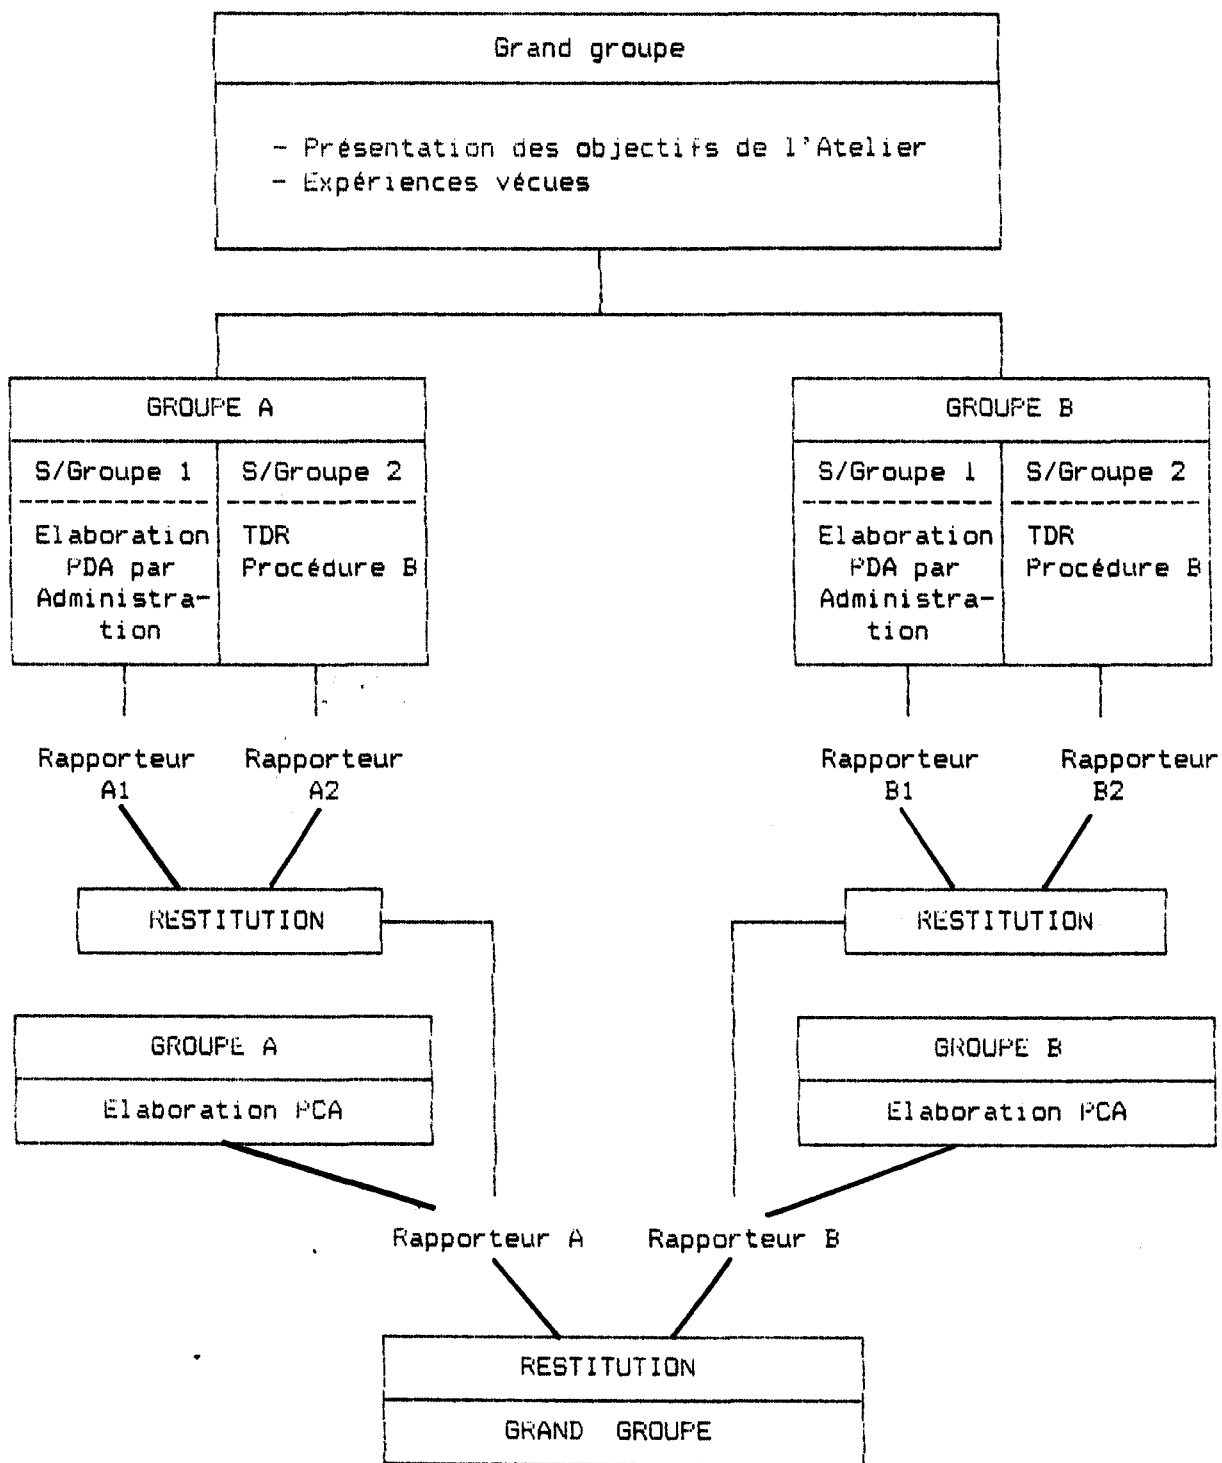 Grand groupe
- Présentation des objectifs de l'Atelier
- Expériences vécues
GROUPE A
S/Groupe 1
Elaboration
PDA par
Administra-
tion
S/Groupe 2
TDR
Procédure B
GROUPE B
S/Groupe 1
Elaboration
PDA par
Administra-
tion
S/Groupe 2
TDR
Procédure B
Rapporteur
A1
Rapporteur
A2
Rapporteur
B1
Rapporteur
B2
RESTITUTION
RESTITUTION
GROUPE A
Elaboration PCA
GROUPE B
Elaboration PCA
Rapporteur A
Rapporteur B
RESTITUTION
GRAND GROUPE